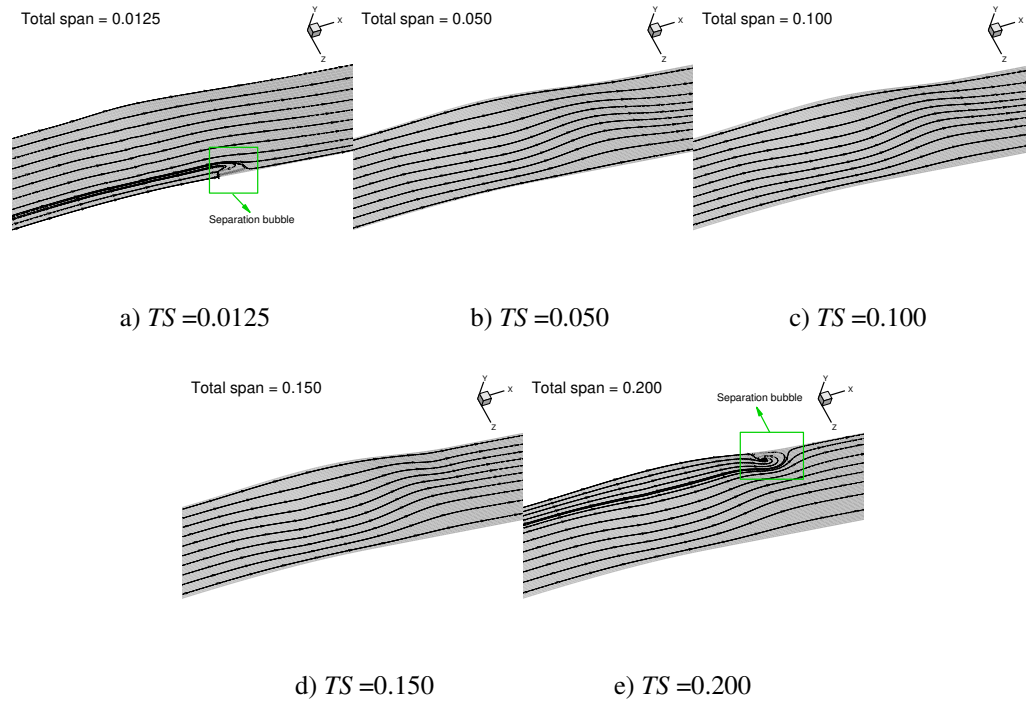 Total span = 0.0125
Y
X
Z
Separation bubble
a) TS =0.0125
Total span = 0.050
Y
X
Z
b) TS =0.050
Total span = 0.100
Y
X
Z
c) TS =0.100
Total span = 0.150
Y
X
Z
d) TS =0.150
Total span = 0.200
Y
X
Z
Separation bubble
e) TS =0.200